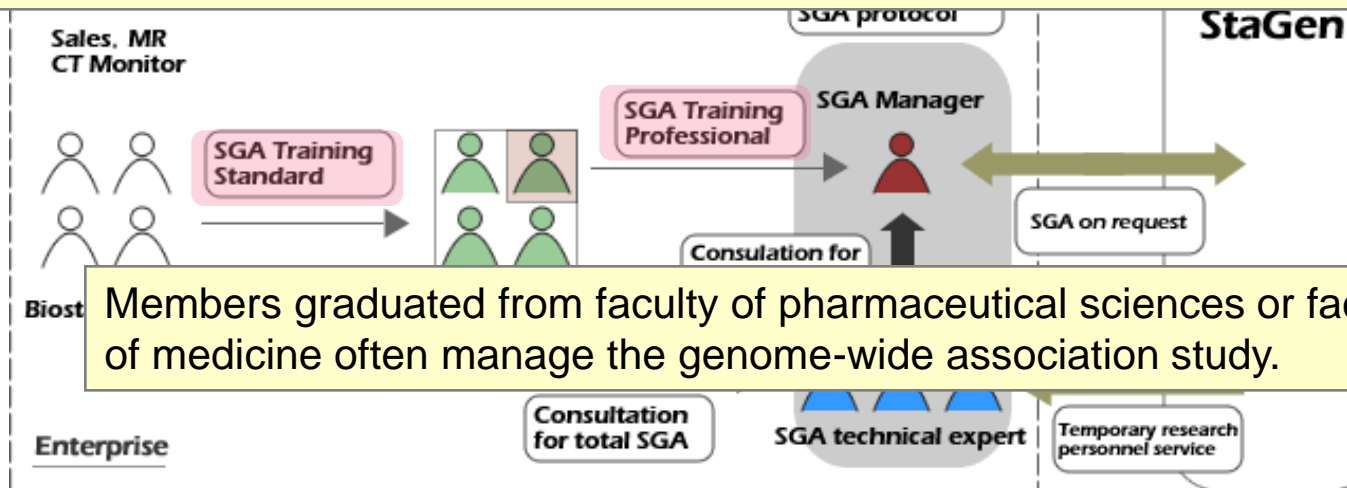 SGA protocol
StaGen
Sales, MR
CT Monitor
SGA Training
Professional
SGA Manager
SGA Training
Standard
SGA on request
Consulation for
Members graduated from faculty of pharmaceutical sciences or
of medicine often manage the genome-wide association study.
Consultation
for total SGA
SGA technical expert
Temporary research
personnel service
Enterprise